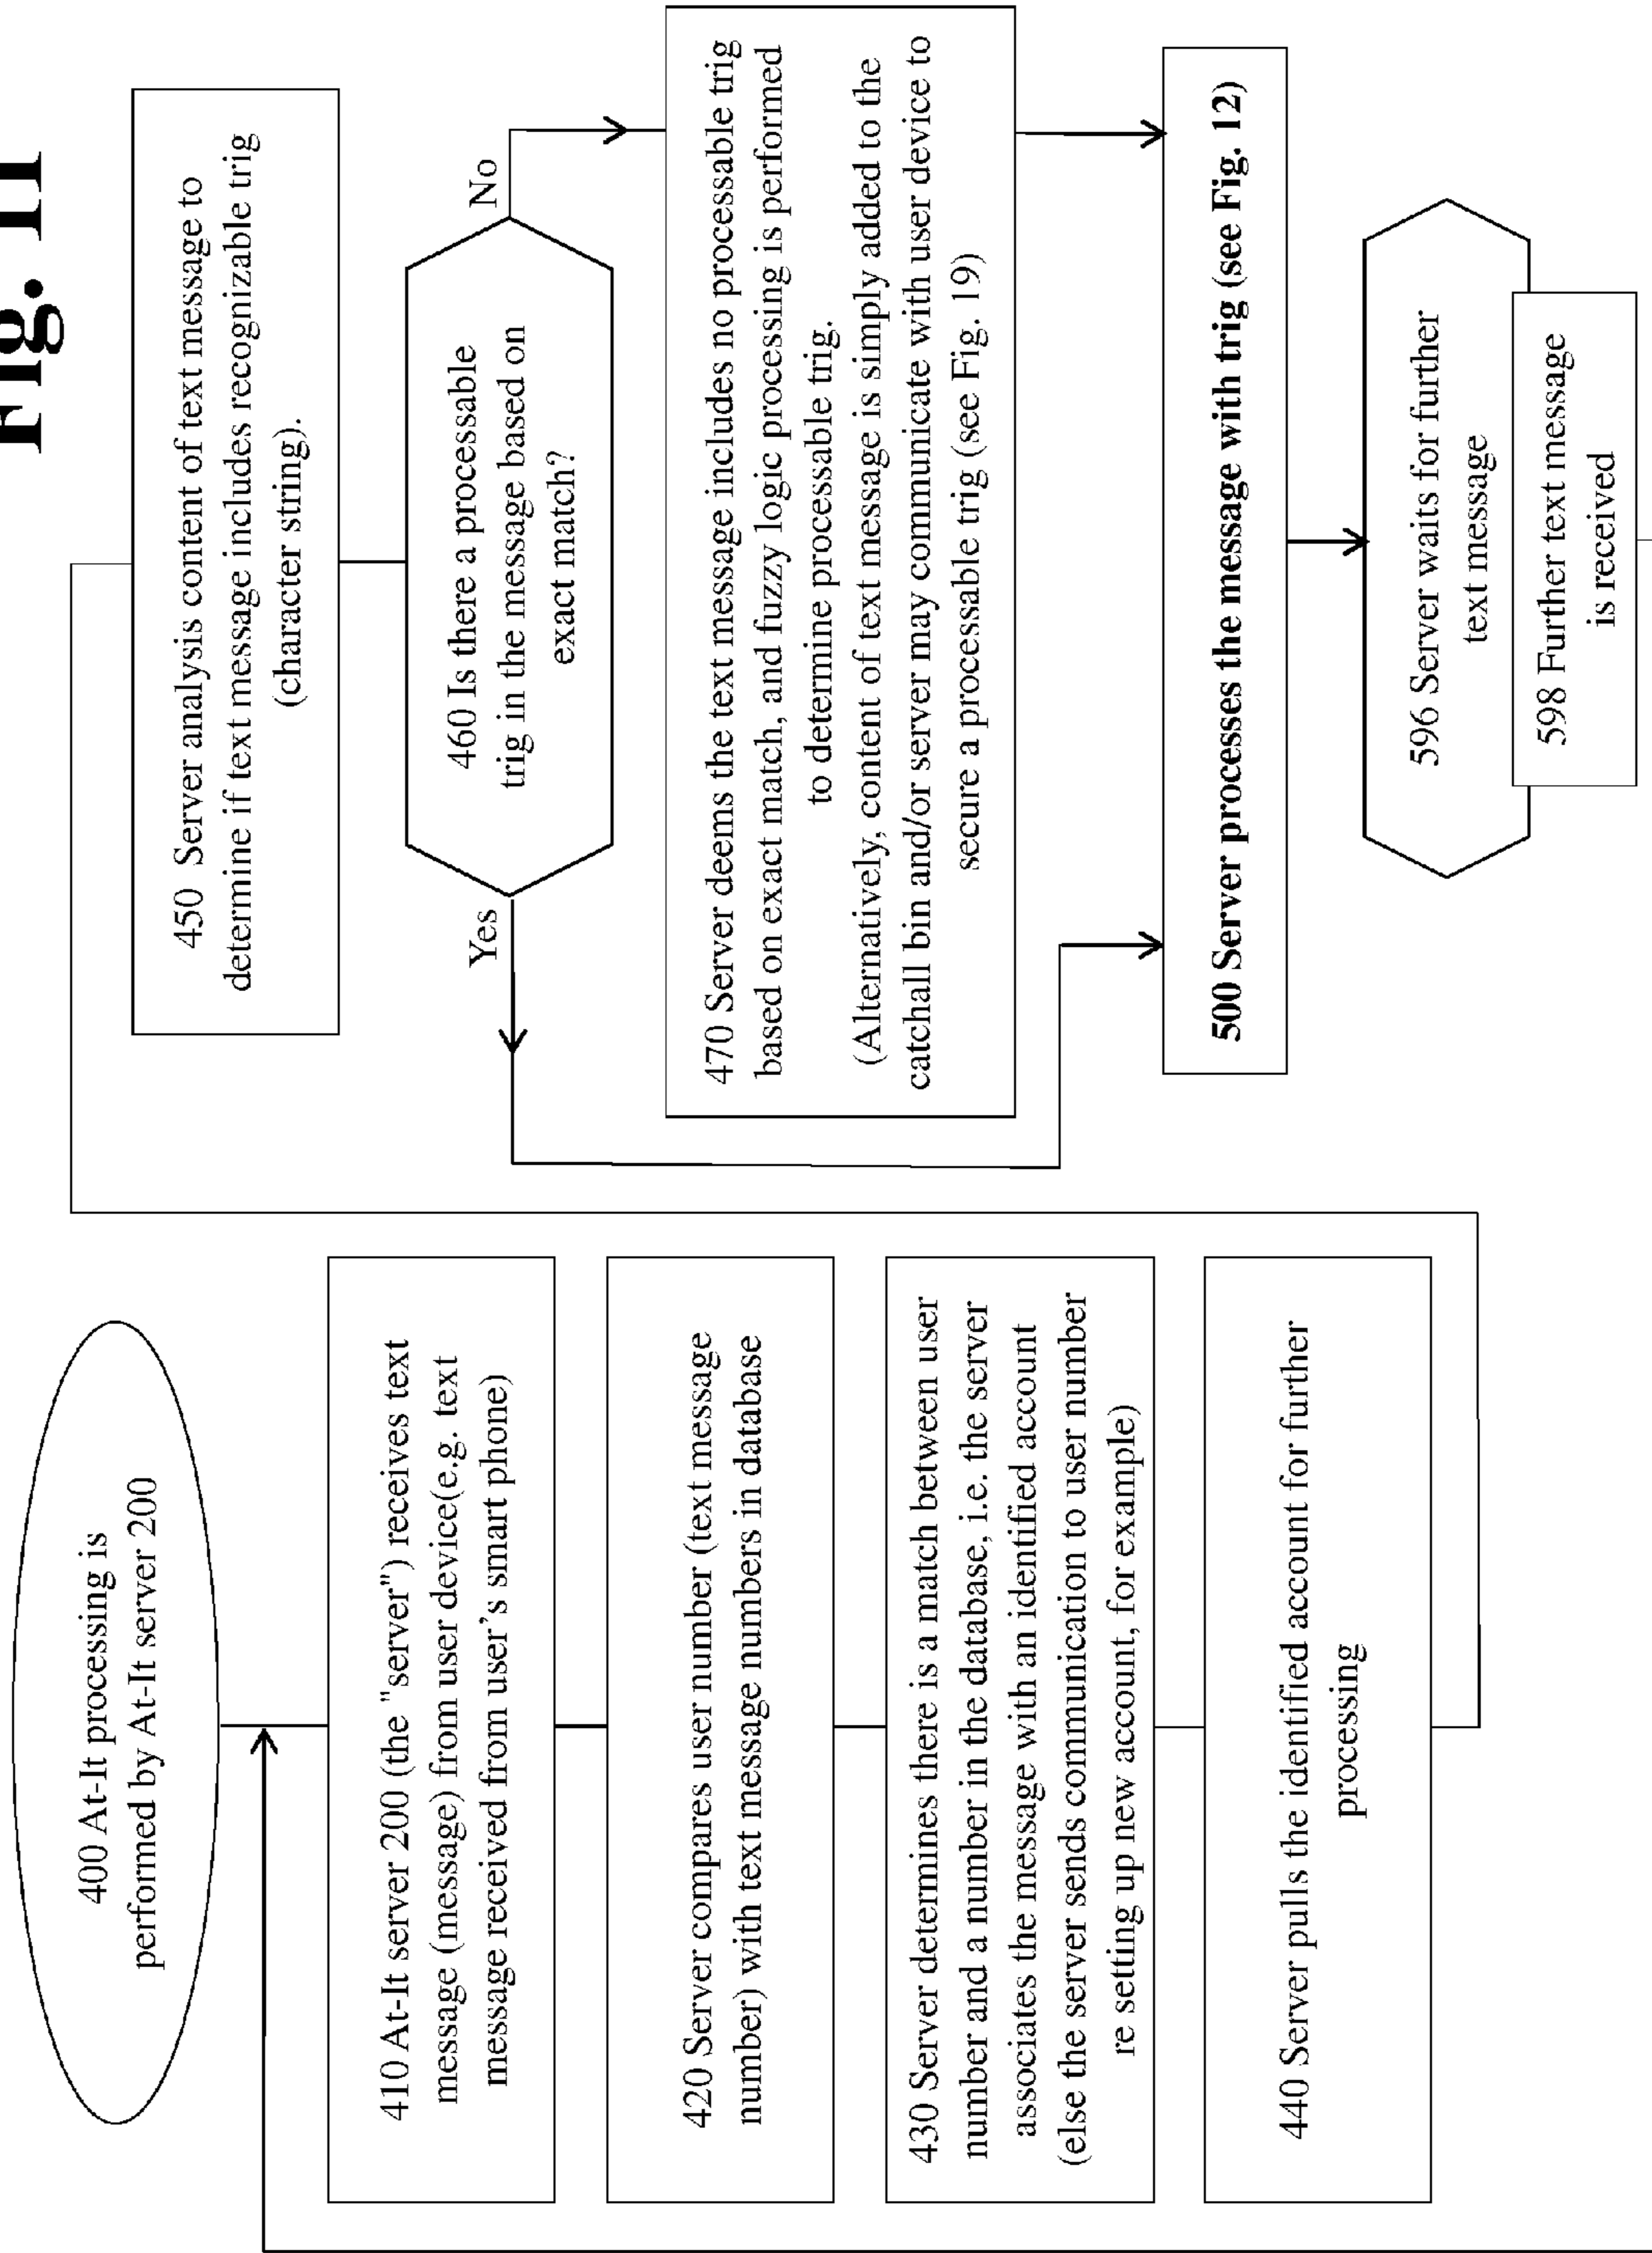 Fig. 11
400 At-It processing is
performed by At-It server 200
410 At-It server 200 (the "server") receives text
message (message) from user device(e.g. text
message received from user's smart phone)
420 Server compares user number (text message
number) with text message numbers in database
430 Server determines there is a match between user
number and a number in the database, i.e. the server
associates the message with an identified account
(else the server sends communication to user number
re setting up new account, for example)
440 Server pulls the identified account for further
processing
450 Server analysis content of text message to
determine if text message includes recognizable trig
(character string).
460 Is there a processable
trig in the message based on
exact match?
Yes
No
470 Server deems the text message includes no processable trig
based on exact match, and fuzzy logic processing is performed
to determine processable trig.
(Alternatively, content of text message is simply added to the
catchall bin and/or server may communicate with user device to
secure a processable trig (see Fig. 19)
500 Server processes the message with trig (see Fig. 12)
596 Server waits for further
text message
598 Further text message
is received